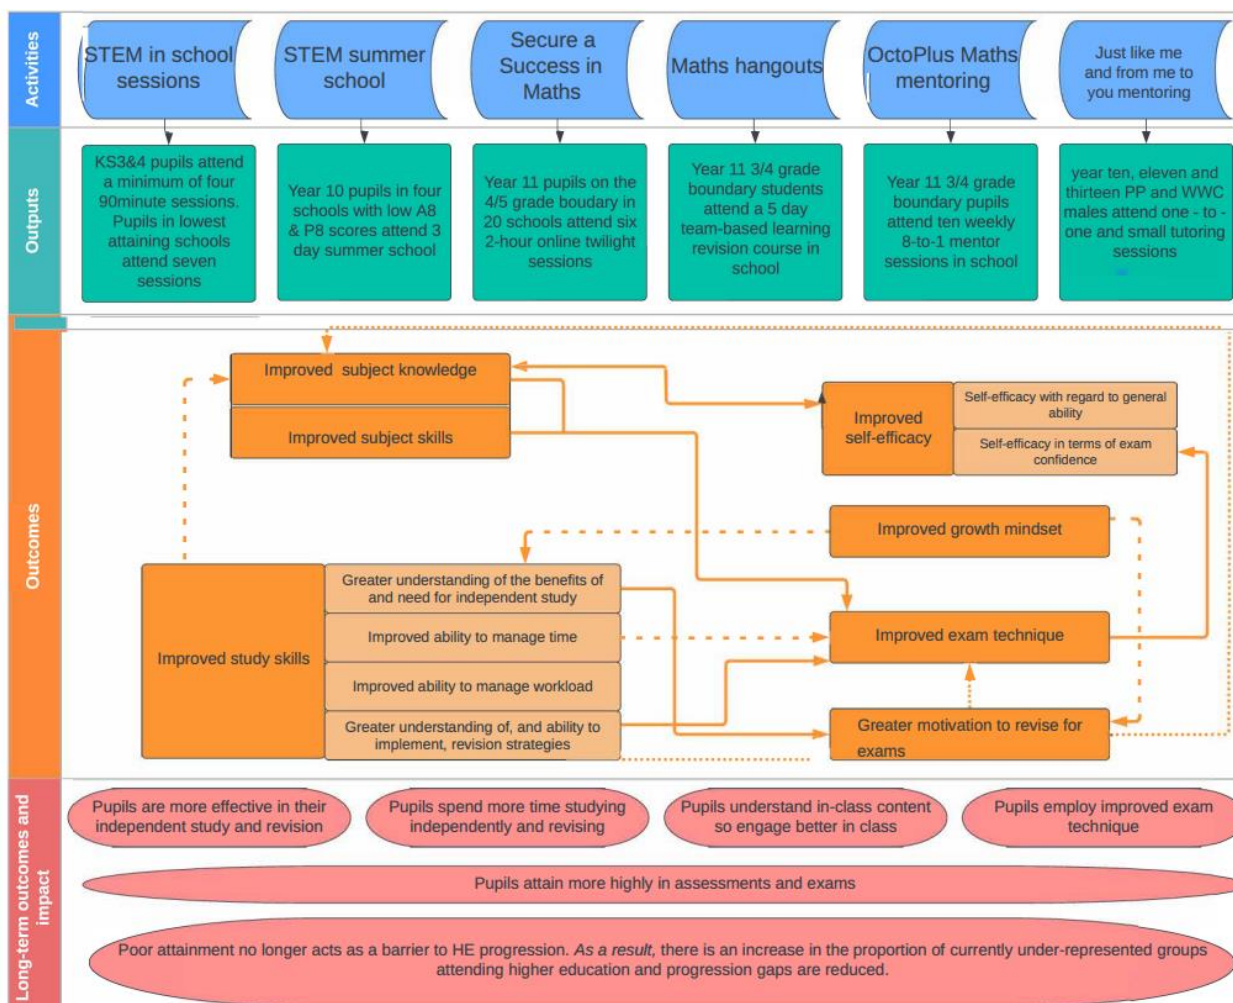 Activities
STEM in school
sessions
STEM summer
school
Secure a
Success in
Maths
Maths hangouts
OctoPlus Maths
mentoring
Just like me
and from me to
you mentoring
Outputs
KS3&4 pupils attend
a minimum of four
90minute sessions.
Pupils in lowest
attaining schools
attend seven
sessions
Year 10 pupils in four
schools with low A8
& P8 scores attend 3
day summer school
Year 11 pupils on the
4/5 grade boudary in
20 schools attend six
2-hour online twilight
sessions
Year 11 3/4 grade
boundary students
attend a 5 day
team-based learning
revision course in
school
Year 11 3/4 grade
boundary pupils
attend ten weekly
8-to-1 mentor
sessions in school
year ten, eleven and
thirteen PP and WWC
males attend one - to -
one and small tutoring
sessions
Outcomes
Improved subject knowledge
Improved subject skills
Improved
self-efficacy
Self-efficacy with regard to general
ability
Self-efficacy in terms of exam
confidence
Improved growth mindset
Improved study skills
Greater understanding of the benefits of
and need for independent study
Improved ability to manage time
Improved ability to manage workload
Greater understanding of, and ability to
implement, revision strategies
Improved exam technique
Greater motivation to revise for
exams
Long-term outcomes and
impact
Pupils are more effective in their
independent study and revision
Pupils spend more time studying
independently and revising
Pupils understand in-class content
so engage better in class
Pupils employ improved exam
technique
Pupils attain more highly in assessments and exams
Poor attainment no longer acts as a barrier to HE progression. As a result, there is an increase in the proportion of currently under-represented groups
attending higher education and progression gaps are reduced.